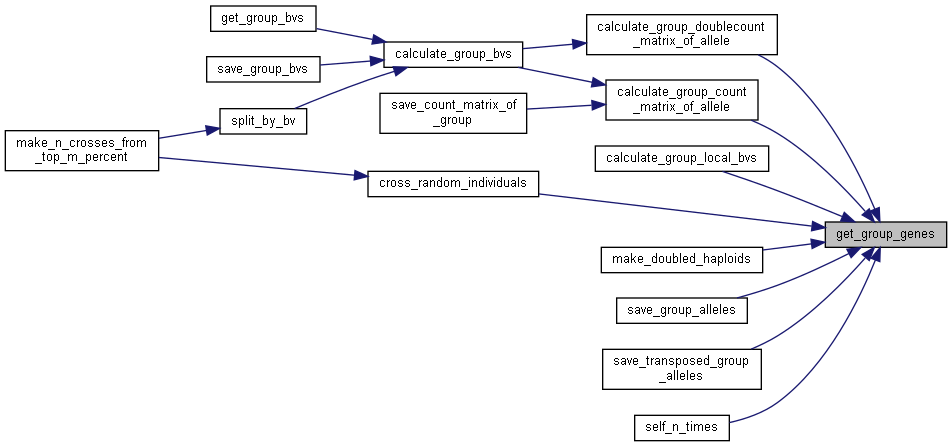 get_group_bvs
calculate_group_doublecount
_matrix_of_allele
calculate_group_bvs
save_group_bvs
calculate_group_count
_matrix_of_allele
save_count_matrix_of
_group
split_by_bv
make_n_crosses_from
_top_m_percent
calculate_group_local_bvs
cross_random_individuals
get_group_genes
make_doubled_haploids
save_group_alleles
save_transposed_group
_alleles
self_n_times